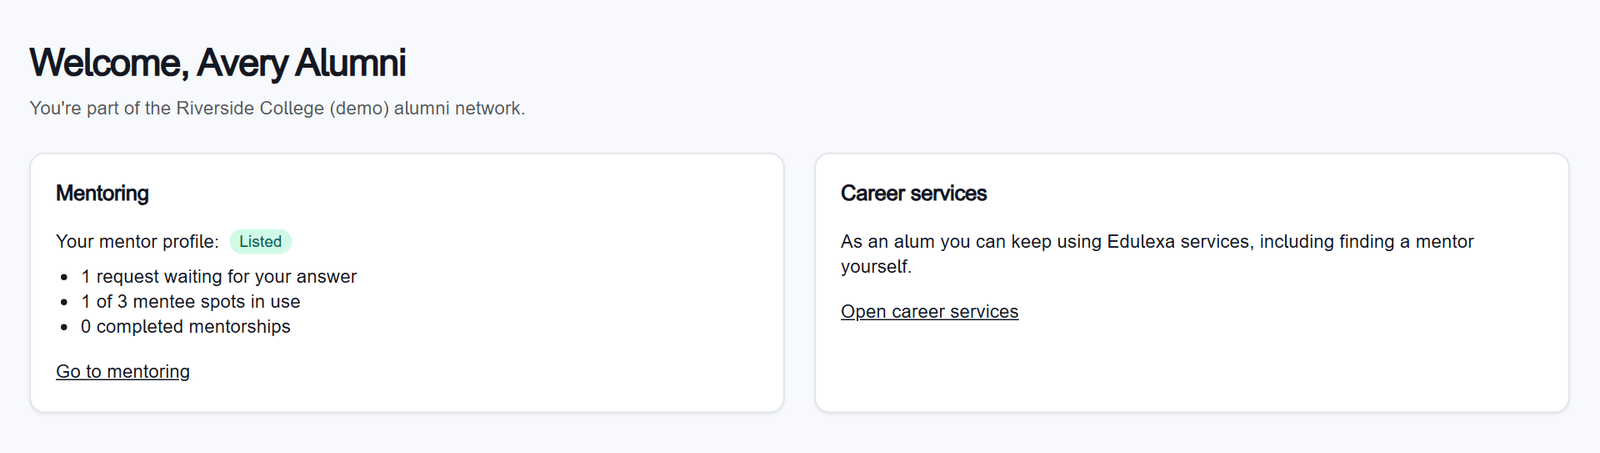 Welcome, Avery Alumni
You're part of the Riverside College (demo) alumni network.
Mentoring
Your mentor profile: Listed
1 request waiting for your answer
1 of 3 mentee spots in use
0 completed mentorships
Go to mentoring
Career services
As an alum you can keep using Edulexa services, including finding a mentor
yourself.
Open career services